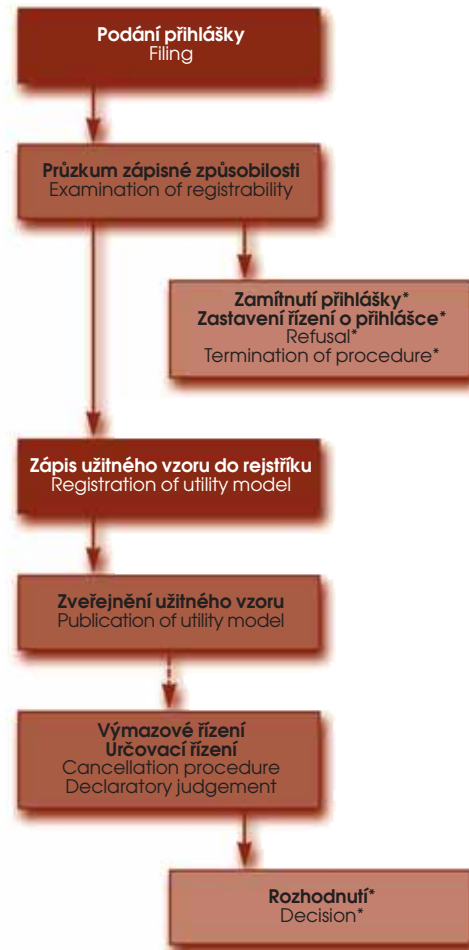 Podání přihlášky
Filing
Průzkum zápisné způsobilosti
Examination of registrability
Zamítnutí přihlášky*
Zastavení řízení o přihlášce*
Refusal*
Termination of procedure*
Zápis užitného vzoru do rejstříku
Registration of utility model
Zveřejnění užitného vzoru
Publication of utility model
Výmazové řízení
Určovací řízení
Cancellation procedure
Declaratory judgement
Rozhodnutí*
Decision*